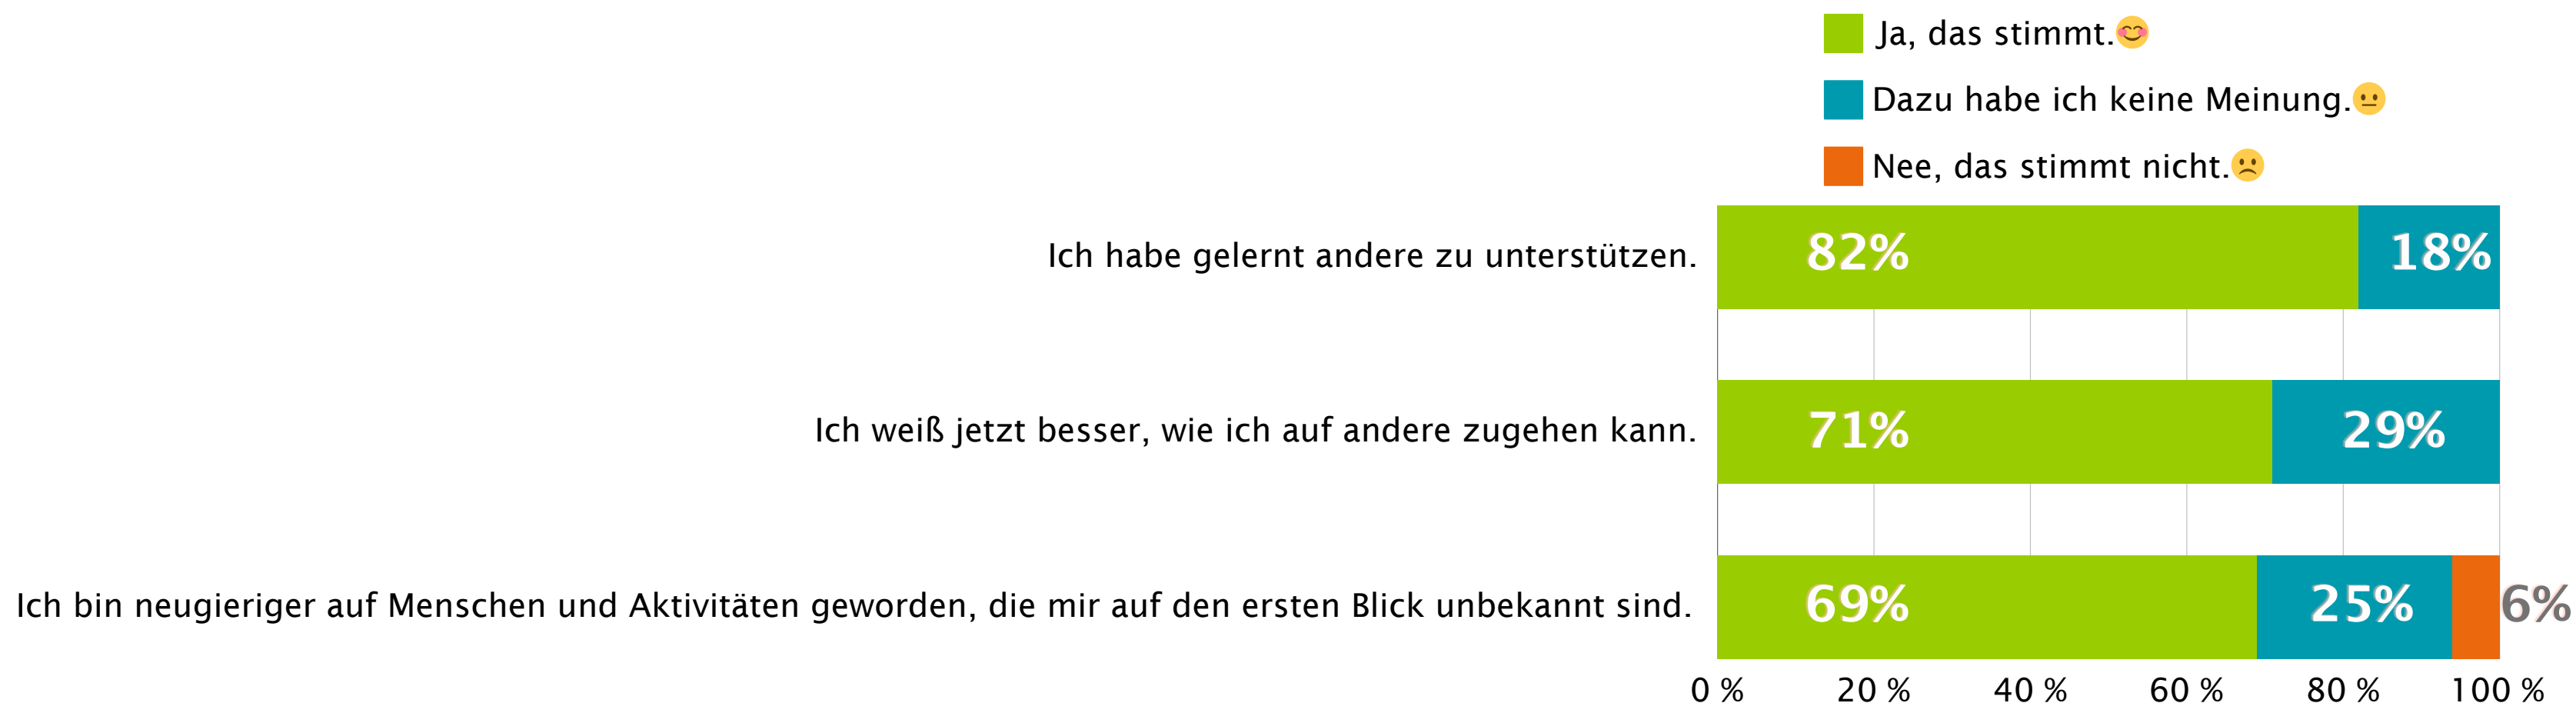 Ja, das stimmt.😊
Dazu habe ich keine Meinung.😐
Nee, das stimmt nicht.🙁
Ich habe gelernt andere zu unterstützen. 82% 18%
Ich weiß jetzt besser, wie ich auf andere zugehen kann. 71% 29%
Ich bin neugieriger auf Menschen und Aktivitäten geworden, die mir auf den ersten Blick unbekannt sind. 69% 25% 6%
0 % 20 % 40 % 60 % 80 % 100 %